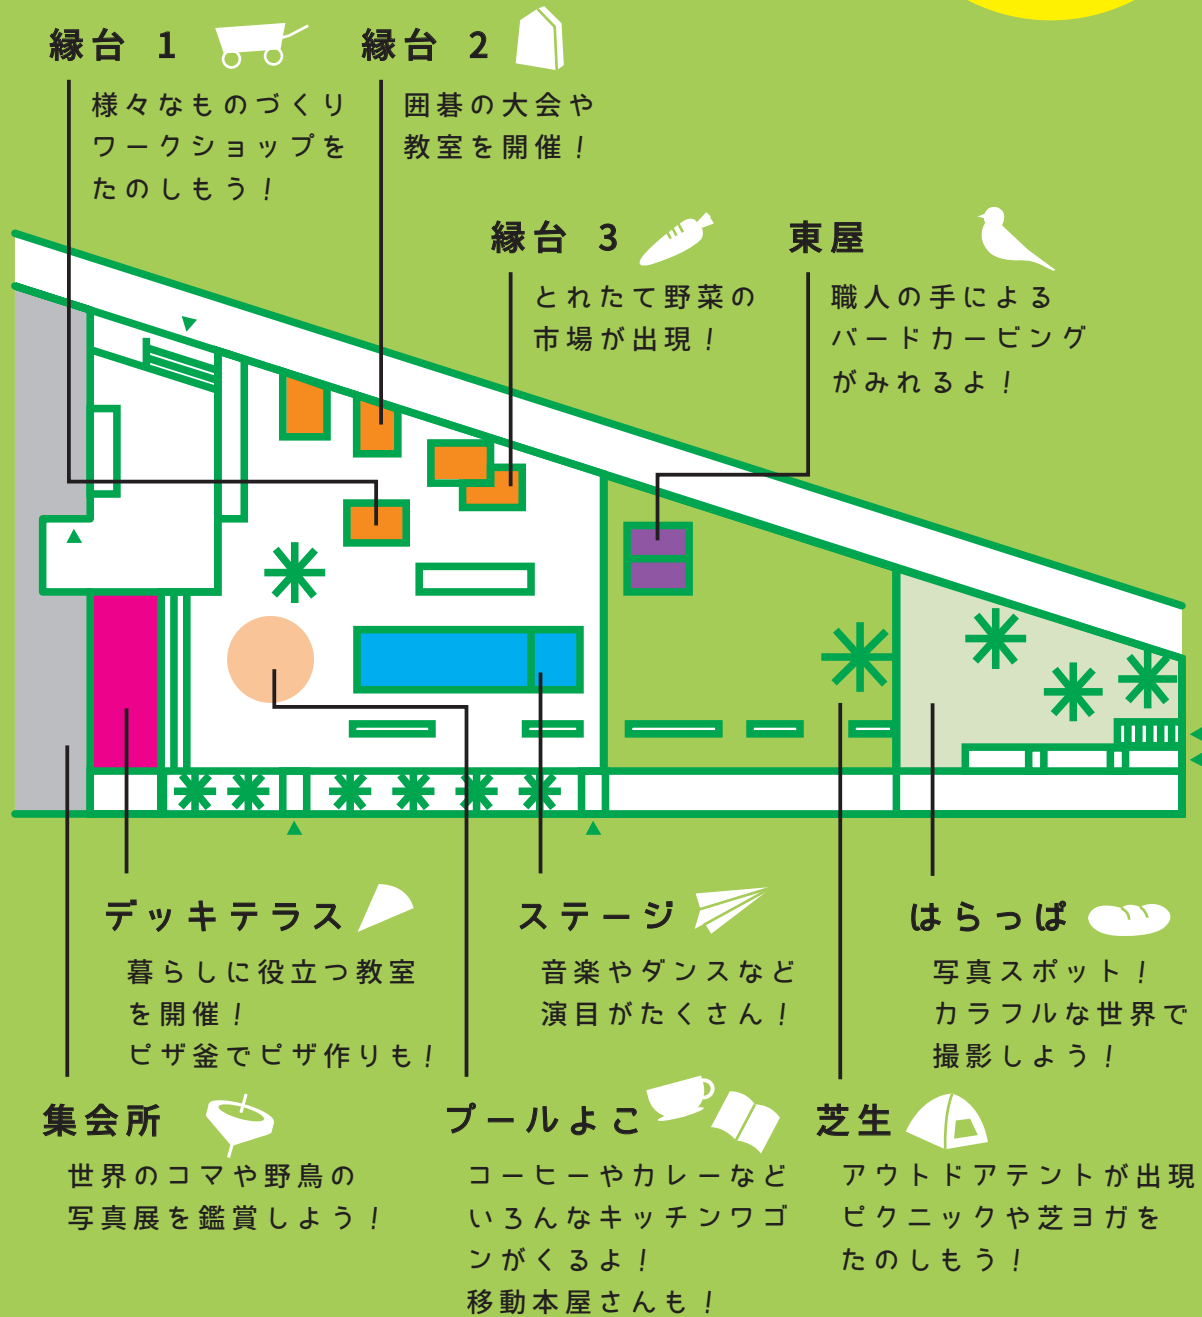 縁台 1
様々なものづくり
ワークショップを
たのしもう！
縁台 2
囲碁の大会や
教室を開催！
縁台 3
とれたて野菜の
市場が出現！
東屋
職人の手による
バードカービング
がみれるよ！
デッキテラス
暮らしに役立つ教室
を開催！
ピザ釜でピザ作りも！
ステージ
音楽やダンスなど
演目がたくさん！
はらっぱ
写真スポット！
カラフルな世界で
撮影しよう！
集会所
世界のコマや野鳥の
写真展を鑑賞しよう！
プールよこ
コーヒーやカレーなど
いろんなキッチンワゴ
ンがくるよ！
移動本屋さんも！
芝生
アウトドアテントが出現
ピクニックや芝ヨガを
たのしもう！